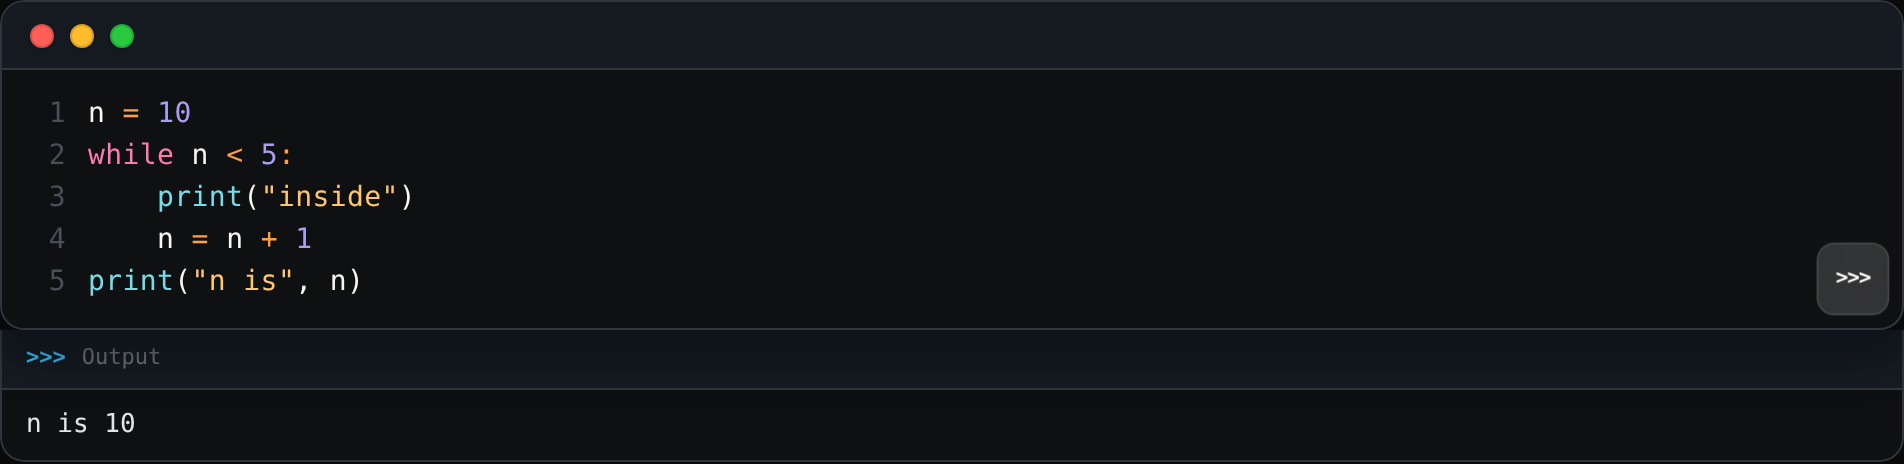 1 n = 10
2 while n < 5:
3     print("inside")
4     n = n + 1
5 print("n is", n)
>>>
>>> Output
n is 10